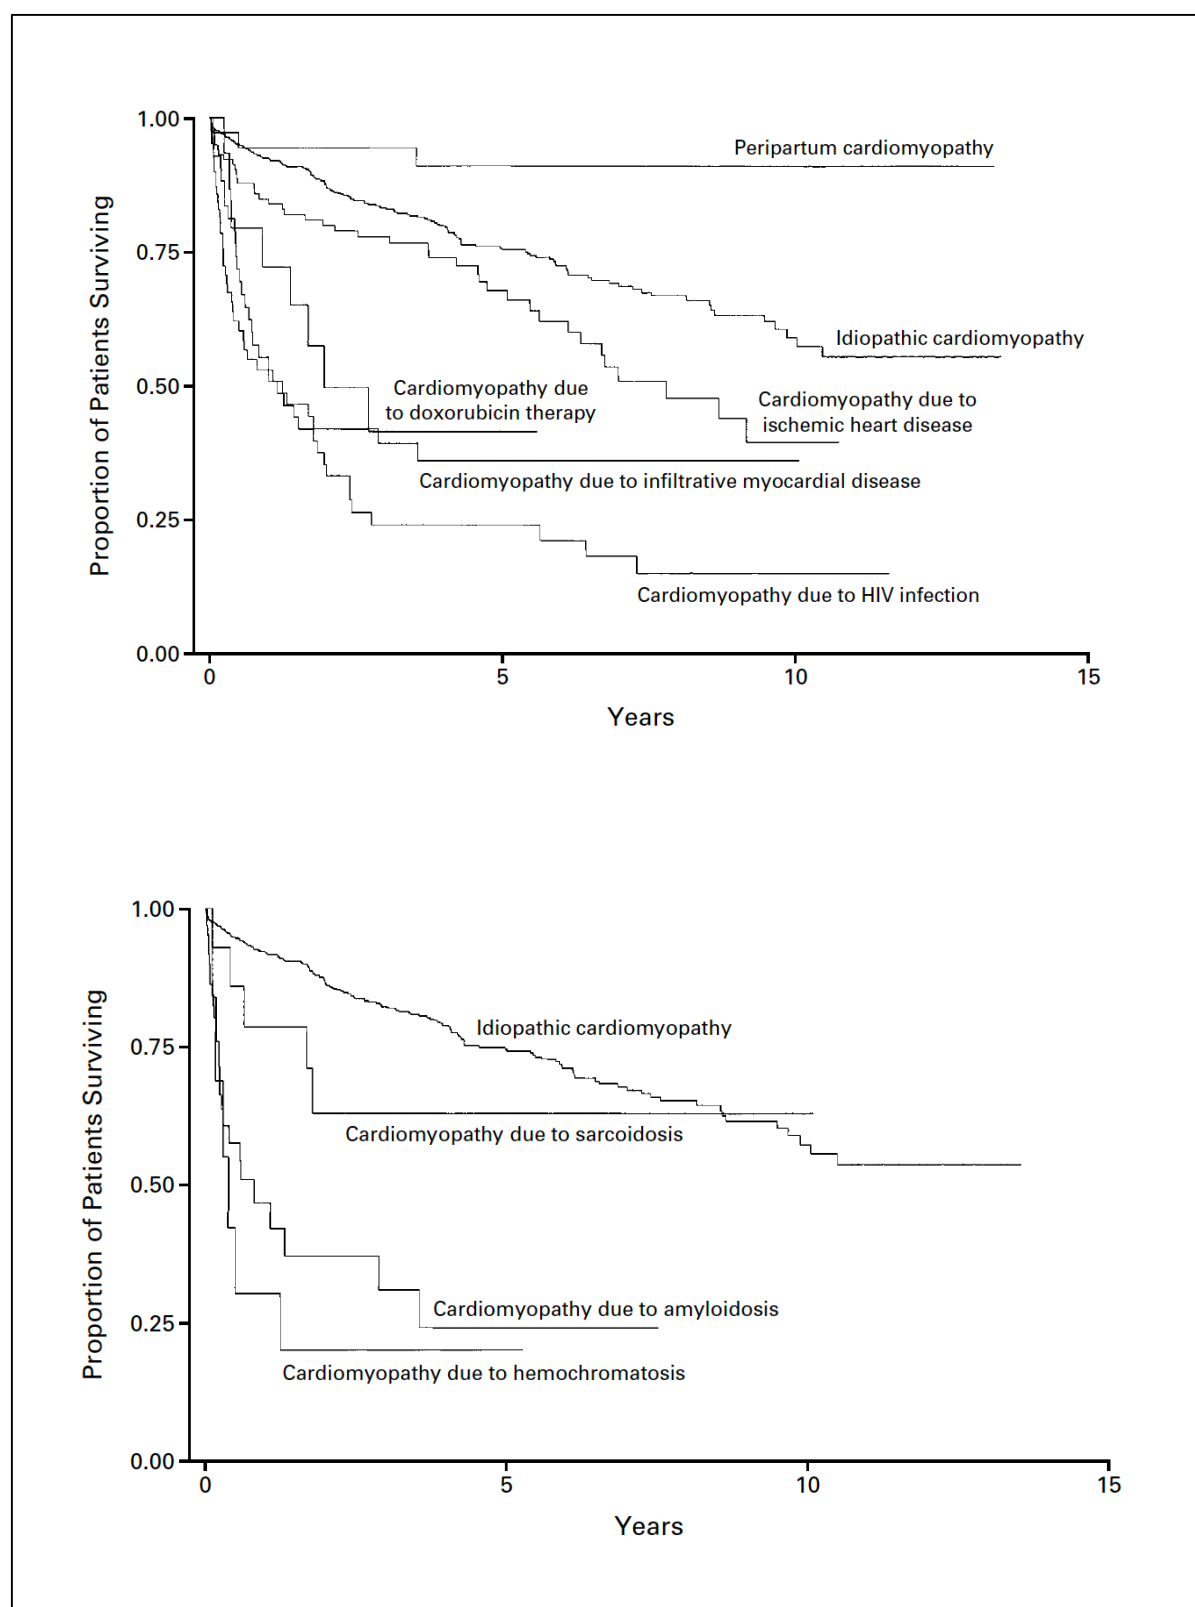 Proportion of Patients Surviving
1.00
0.75
0.50
0.25
0.00
Peripartum cardiomyopathy
Idiopathic cardiomyopathy
Cardiomyopathy due
to doxorubicin therapy
Cardiomyopathy due to
ischemic heart disease
Cardiomyopathy due to infiltrative myocardial disease
Cardiomyopathy due to HIV infection
0
5
10
15
Years
Proportion of Patients Surviving
1.00
0.75
0.50
0.25
0.00
Idiopathic cardiomyopathy
Cardiomyopathy due to sarcoidosis
Cardiomyopathy due to amyloidosis
Cardiomyopathy due to hemochromatosis
0
5
10
15
Years